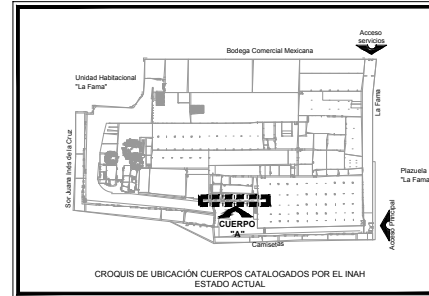 Acceso
servicios
Bodega Comercial Mexicana
Unidad Habitacional
"La Fama"
La Fama
Sor Juana Inés de la Cruz
Plazuela
"La Fama"
Acceso Principal
CUERPO
"A"
Camisetas
CROQUIS DE UBICACIÓN CUERPOS CATALOGADOS POR EL INAH
ESTADO ACTUAL